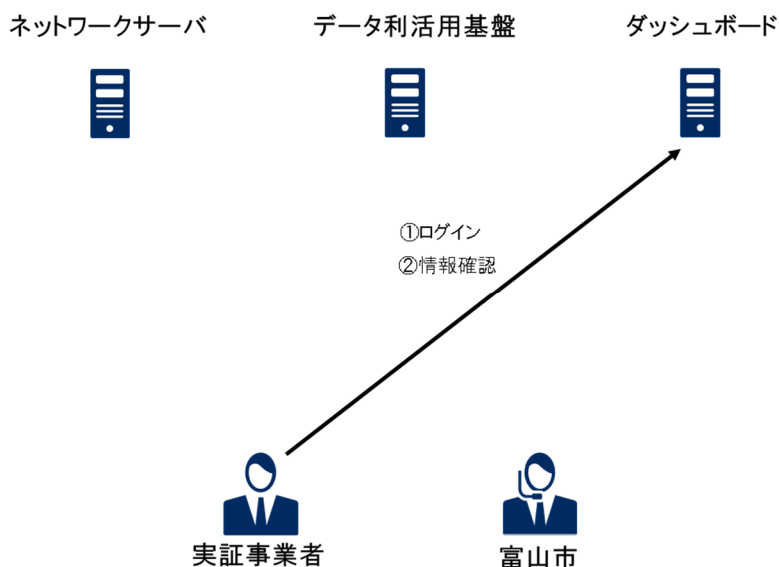 ネットワークサーバ
データ利活用基盤
ダッシュボード
①ログイン
②情報確認
実証事業者
富山市